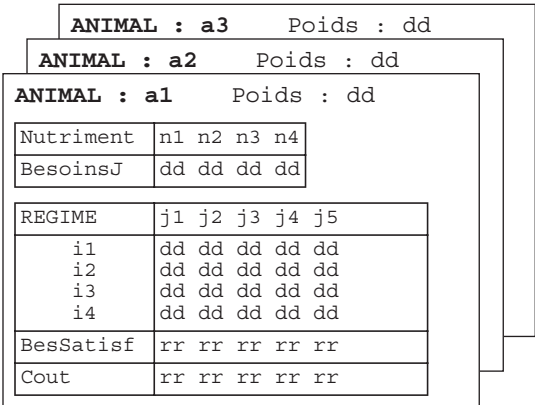 ANIMAL : a3 Poids : dd
ANIMAL : a2 Poids : dd
ANIMAL : a1 Poids : dd
Nutriment n1 n2 n3 n4
BesoinsJ dd dd dd dd
REGIME j1 j2 j3 j4 j5
i1 dd dd dd dd dd
i2 dd dd dd dd dd
i3 dd dd dd dd dd
i4 dd dd dd dd dd
BesSatisf rr rr rr rr rr
Cout rr rr rr rr rr